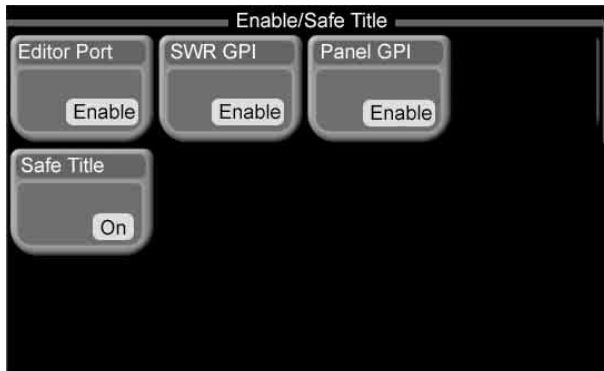 Enable/Safe Title
Editor Port SWR GPI Panel GPI
Enable Enable Enable
Safe Title
On